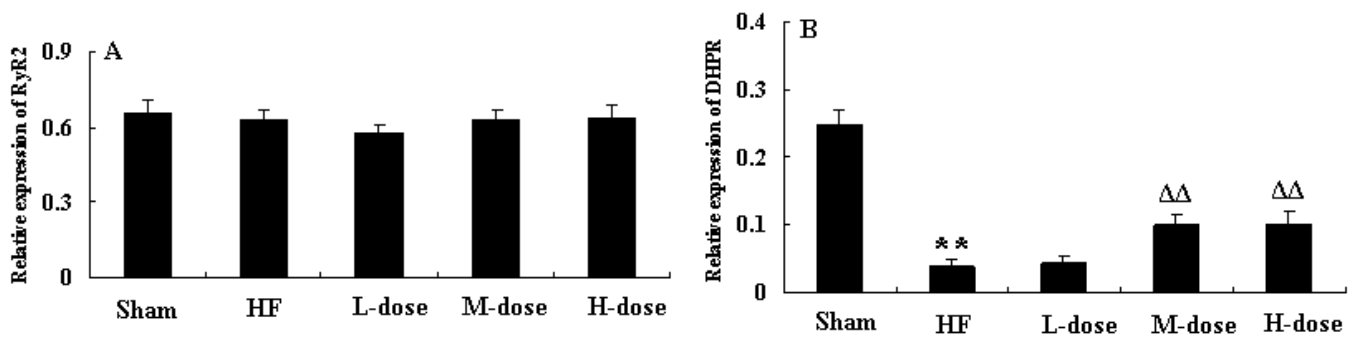 A
Relative expression of RyR2
0.9
0.6
0.3
0
Sham HF L-dose M-dose H-dose
B
Relative expression of DHPR
0.4
0.3
0.2
0.1
0
**
ΔΔ
ΔΔ
Sham HF L-dose M-dose H-dose